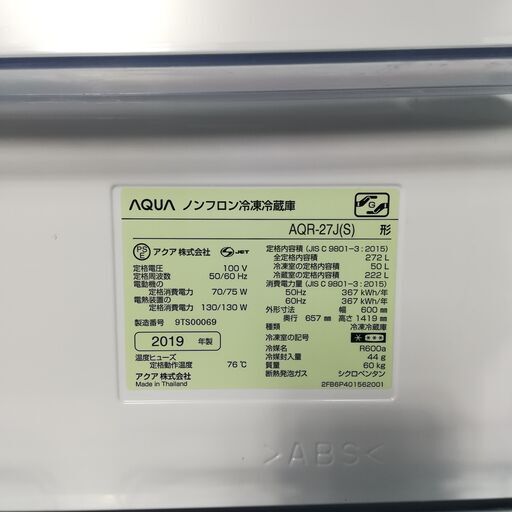 AQUA ノンフロン冷凍冷蔵庫
AQR-27J(S) 形
PSE アクア株式会社 JET
定格電圧 100 V
定格周波数 50/60 Hz
電動機の
定格消費電力 70/75 W
電熱装置の
定格消費電力 130/130 W
製造番号 9TS00069
2019 年製
温度ヒューズ
定格動作温度 76℃
アクア株式会社
Made in Thailand
G
定格内容積 (JIS C 9801-3:2015)
全定格内容積 272 L
冷凍室の定格内容積 50 L
冷蔵室の定格内容積 222 L
消費電力量 (JIS C 9801-3:2015)
50Hz 367 kWh/年
60Hz 367 kWh/年
外形寸法 幅 600 mm
奥行 657 mm 高さ 1419 mm
種類 冷凍冷蔵庫
冷凍室の記号
冷媒名 R600a
冷媒封入量 44 g
質量 60 kg
断熱発泡ガス シクロペンタン
2FB6P401562001
>ABS<